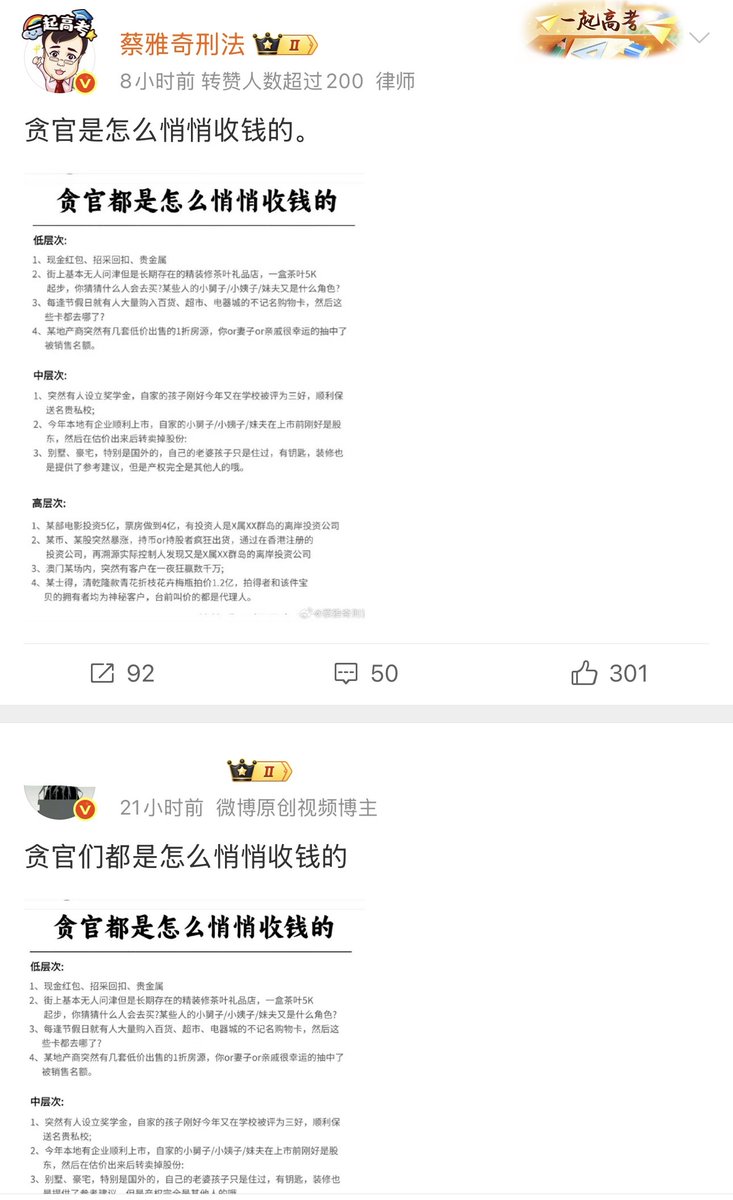 一起高考
一起高考
蔡雅奇刑法 II
8小时前 转赞人数超过200 律师
贪官是怎么悄悄收钱的。
贪官都是怎么悄悄收钱的
低层次:
1、现金红包、招采回扣、贵金属
2、街上基本无人问津但是长期存在的精装修茶叶礼品店，一盒茶叶5K
起步，你猜猜什么人会去买?某些人的小舅子/小姨子/妹夫又是什么角色?
3、每逢节假日就有人大量购入百货、超市、电器城的不记名购物卡，然后这
些卡都去哪了?
4、某地产商突然有几套低价出售的1折房源，你or妻子or亲戚很幸运的抽中了
被销售名额。
中层次:
1、突然有人设立奖学金，自家的孩子刚好今年又在学校被评为三好，顺利保
送名贵私校;
2、今年本地有企业顺利上市，自家的小舅子/小姨子/妹夫在上市前刚好是股
东，然后在估价出来后转卖掉股份:
3、别墅、豪宅，特别是国外的，自己的老婆孩子只是住过，有钥匙，装修也
是提供了参考建议，但是产权完全是其他人的哦。
高层次:
1、某部电影投资5亿，票房做到4亿，有投资人是X属XX群岛的离岸投资公司
2、某币、某股突然暴涨，持币or持股者疯狂出货，通过在香港注册的
投资公司，再溯源实际控制人发现又是X属XX群岛的离岸投资公司
3、澳门某场内，突然有客户在一夜狂赢数千万;
4、某士得，清乾隆款青花折枝花卉梅瓶拍价1.2亿，拍得者和该件宝
贝的拥有者均为神秘客户，台前叫价的都是代理人。
@蔡雅奇刑法
92 50 301
II
21小时前 微博原创视频博主
贪官们都是怎么悄悄收钱的
贪官都是怎么悄悄收钱的
低层次:
1、现金红包、招采回扣、贵金属
2、街上基本无人问津但是长期存在的精装修茶叶礼品店，一盒茶叶5K
起步，你猜猜什么人会去买?某些人的小舅子/小姨子/妹夫又是什么角色?
3、每逢节假日就有人大量购入百货、超市、电器城的不记名购物卡，然后这
些卡都去哪了?
4、某地产商突然有几套低价出售的1折房源，你or妻子or亲戚很幸运的抽中了
被销售名额。
中层次:
1、突然有人设立奖学金，自家的孩子刚好今年又在学校被评为三好，顺利保
送名贵私校;
2、今年本地有企业顺利上市，自家的小舅子/小姨子/妹夫在上市前刚好是股
东，然后在估价出来后转卖掉股份:
3、别墅、豪宅，特别是国外的，自己的老婆孩子只是住过，有钥匙，装修也
是提供了参考建议，但是产权完全是其他人的哦